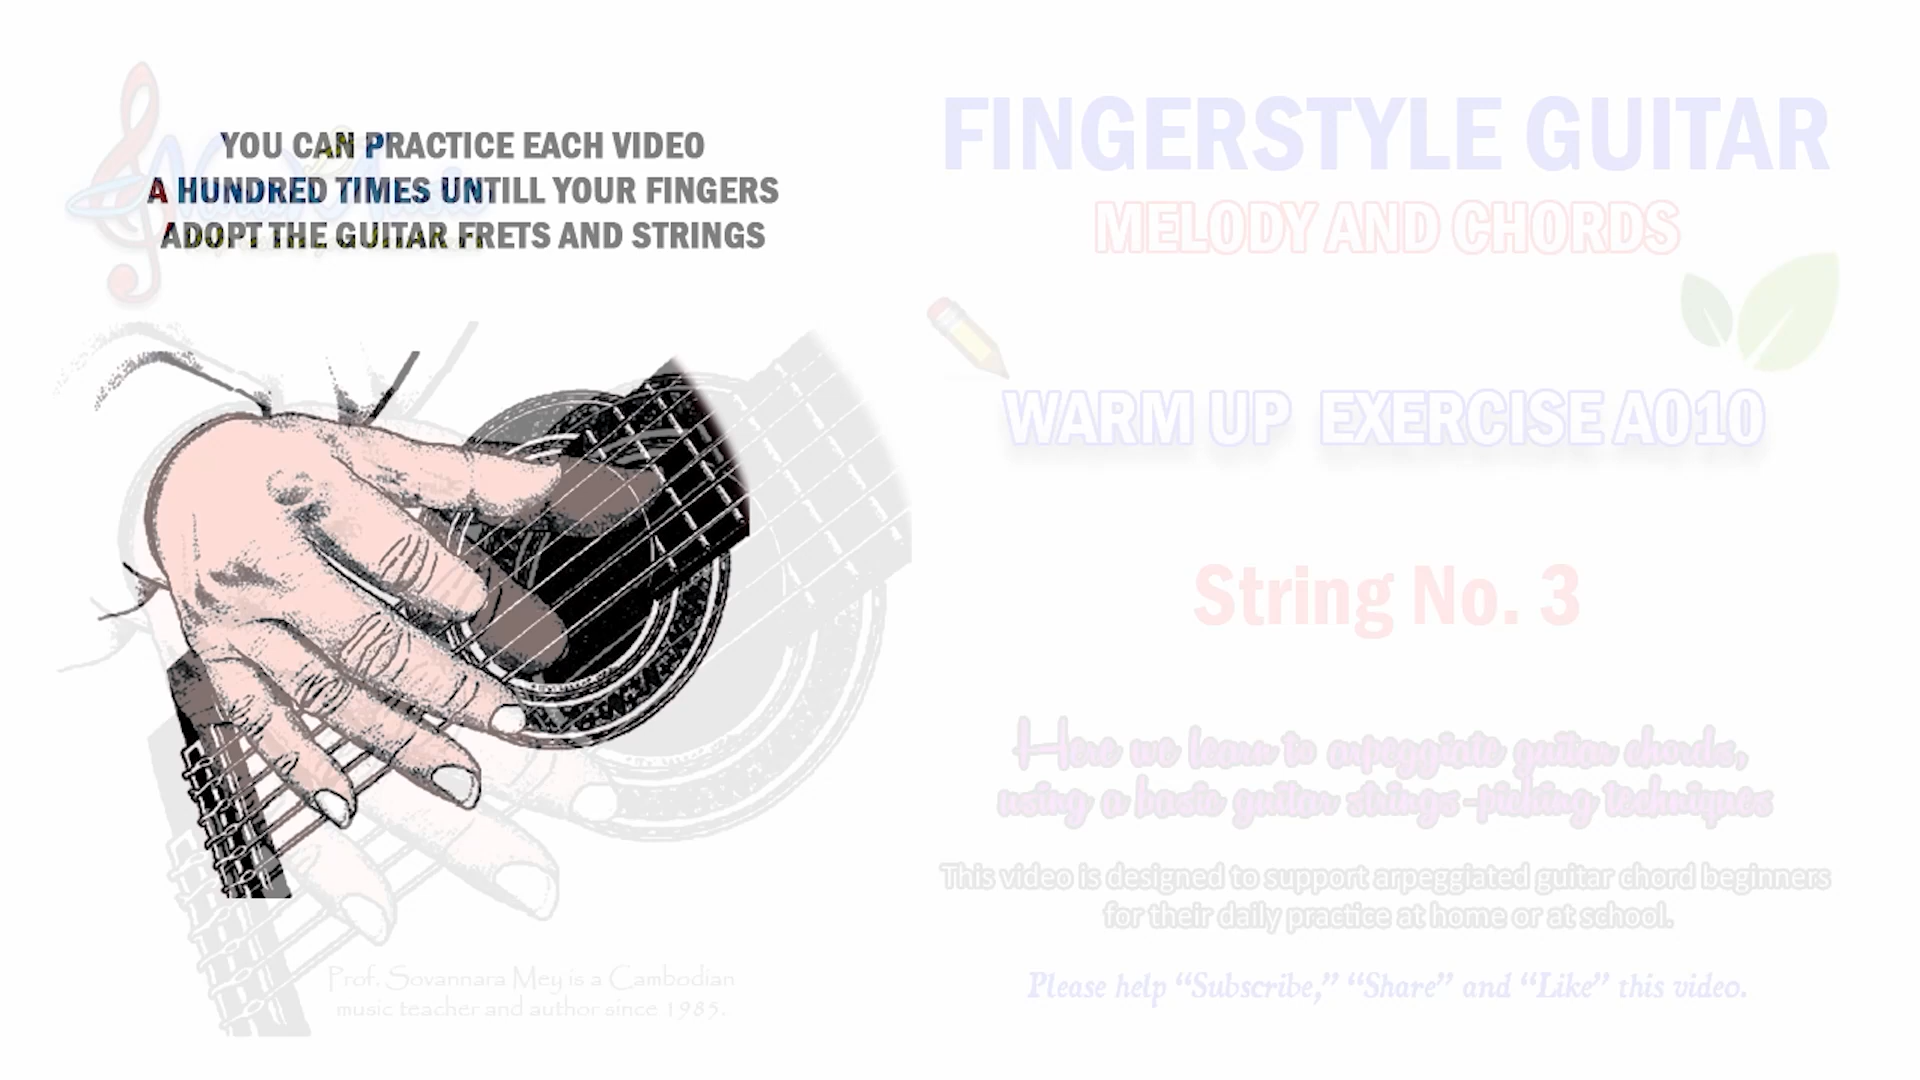 YOU CAN PRACTICE EACH VIDEO
A HUNDRED TIMES UNTILL YOUR FINGERS
ADOPT THE GUITAR FRETS AND STRINGS
FINGERSTYLE GUITAR
MELODY AND CHORDS
WARM UP EXERCISE A010
String No. 3
Here we learn to arpeggiate guitar chords,
using a basic guitar strings-picking techniques
This video is designed to support arpeggiated guitar chord beginners
for their daily practice at home or at school.
Please help “Subscribe,” “Share” and “Like” this video.
Prof. Sovannara Mey is a Cambodian
music teacher and author since 1985.